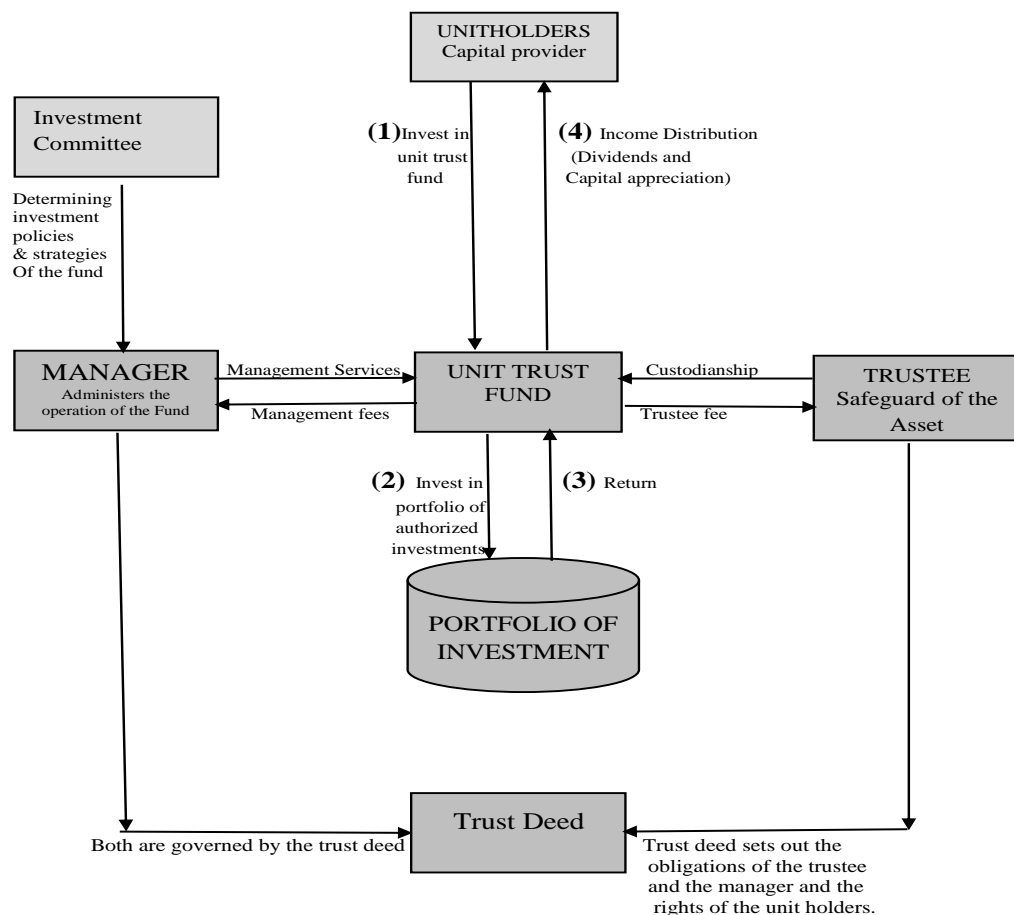 UNITHOLDERS
Capital provider
Investment
Committee
(1) Invest in
unit trust
fund
(4) Income Distribution
(Dividends and
Capital appreciation)
Determining
investment
policies
& strategies
Of the fund
MANAGER
Administers the
operation of the Fund
Management Services
Management fees
UNIT TRUST
FUND
Custodianship
Trustee fee
TRUSTEE
Safeguard of the
Asset
(2) Invest in
portfolio of
authorized
investments
(3) Return
PORTFOLIO OF
INVESTMENT
Trust Deed
Both are governed by the trust deed
Trust deed sets out the
obligations of the trustee
and the manager and the
rights of the unit holders.